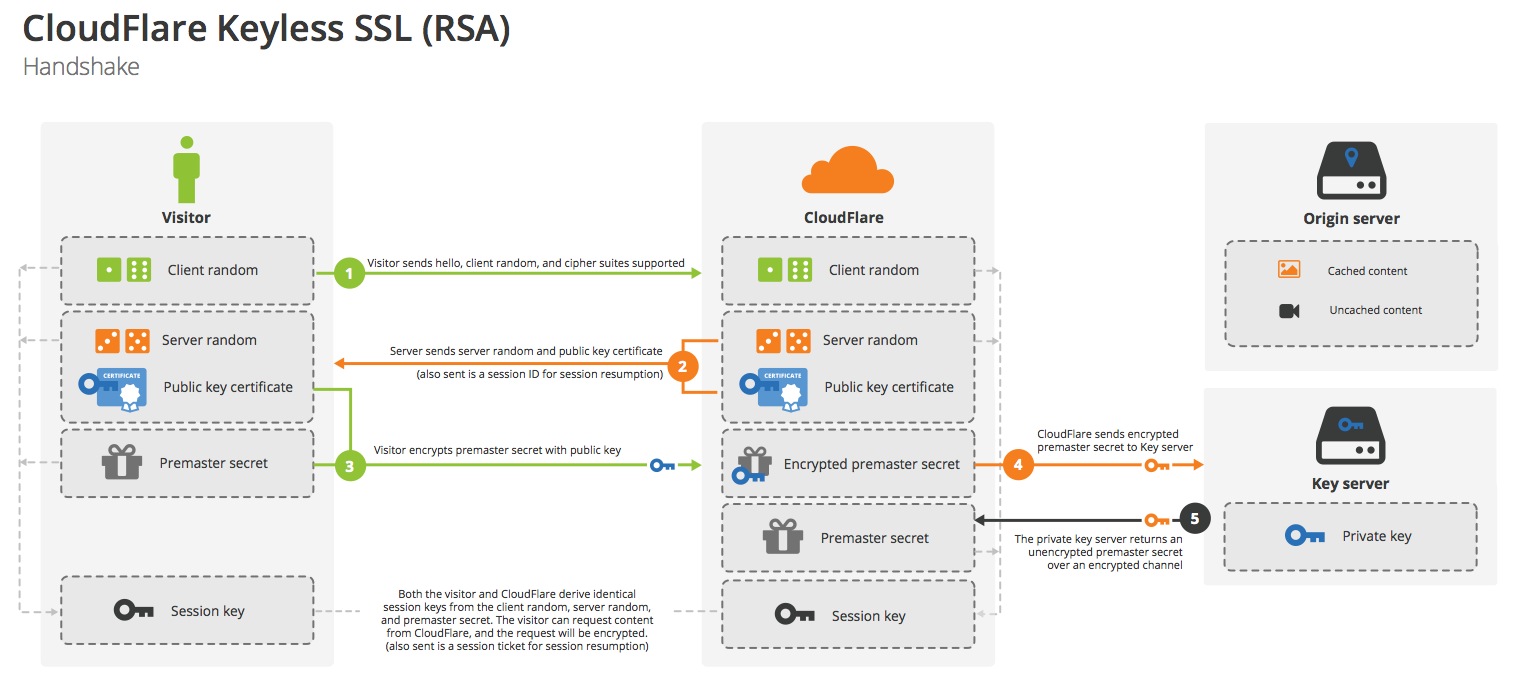 CloudFlare Keyless SSL (RSA)
Handshake
Visitor
Client random
Server random
CERTIFICATE
Public key certificate
Premaster secret
Session key
1
Visitor sends hello, client random, and cipher suites supported
Server sends server random and public key certificate
(also sent is a session ID for session resumption)
2
3
Visitor encrypts premaster secret with public key
Both the visitor and CloudFlare derive identical
session keys from the client random, server random,
and premaster secret. The visitor can request content
from CloudFlare, and the request will be encrypted.
(also sent is a session ticket for session resumption)
CloudFlare
Client random
Server random
CERTIFICATE
Public key certificate
Encrypted premaster secret
Premaster secret
Session key
CloudFlare sends encrypted
premaster secret to Key server
4
5
The private key server returns an
unencrypted premaster secret
over an encrypted channel
Origin server
Cached content
Uncached content
Key server
Private key